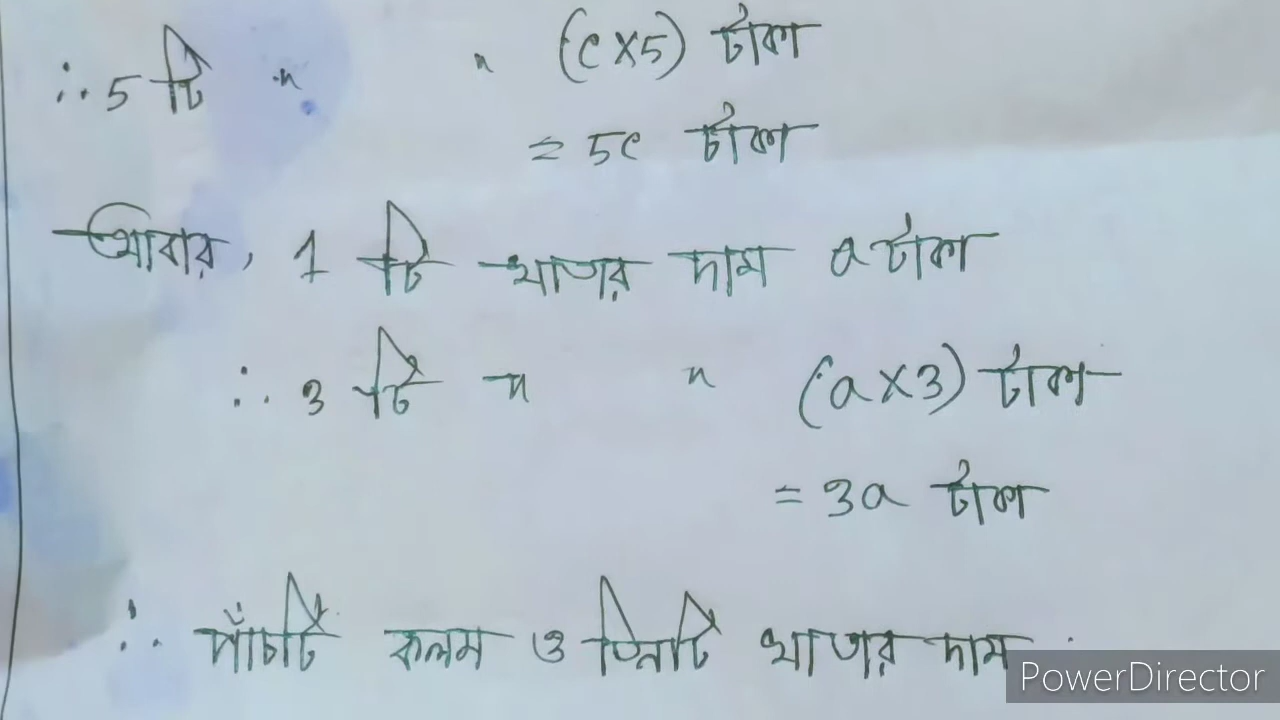 ∴ 5 টি " " (c×5) টাকা
= 5c টাকা
আবার, 1 টি খাতার দাম a টাকা
∴ 3 টি " " (a×3) টাকা
= 3a টাকা
∴ পাঁচটি কলম ও তিনটি খাতার দাম
PowerDirector